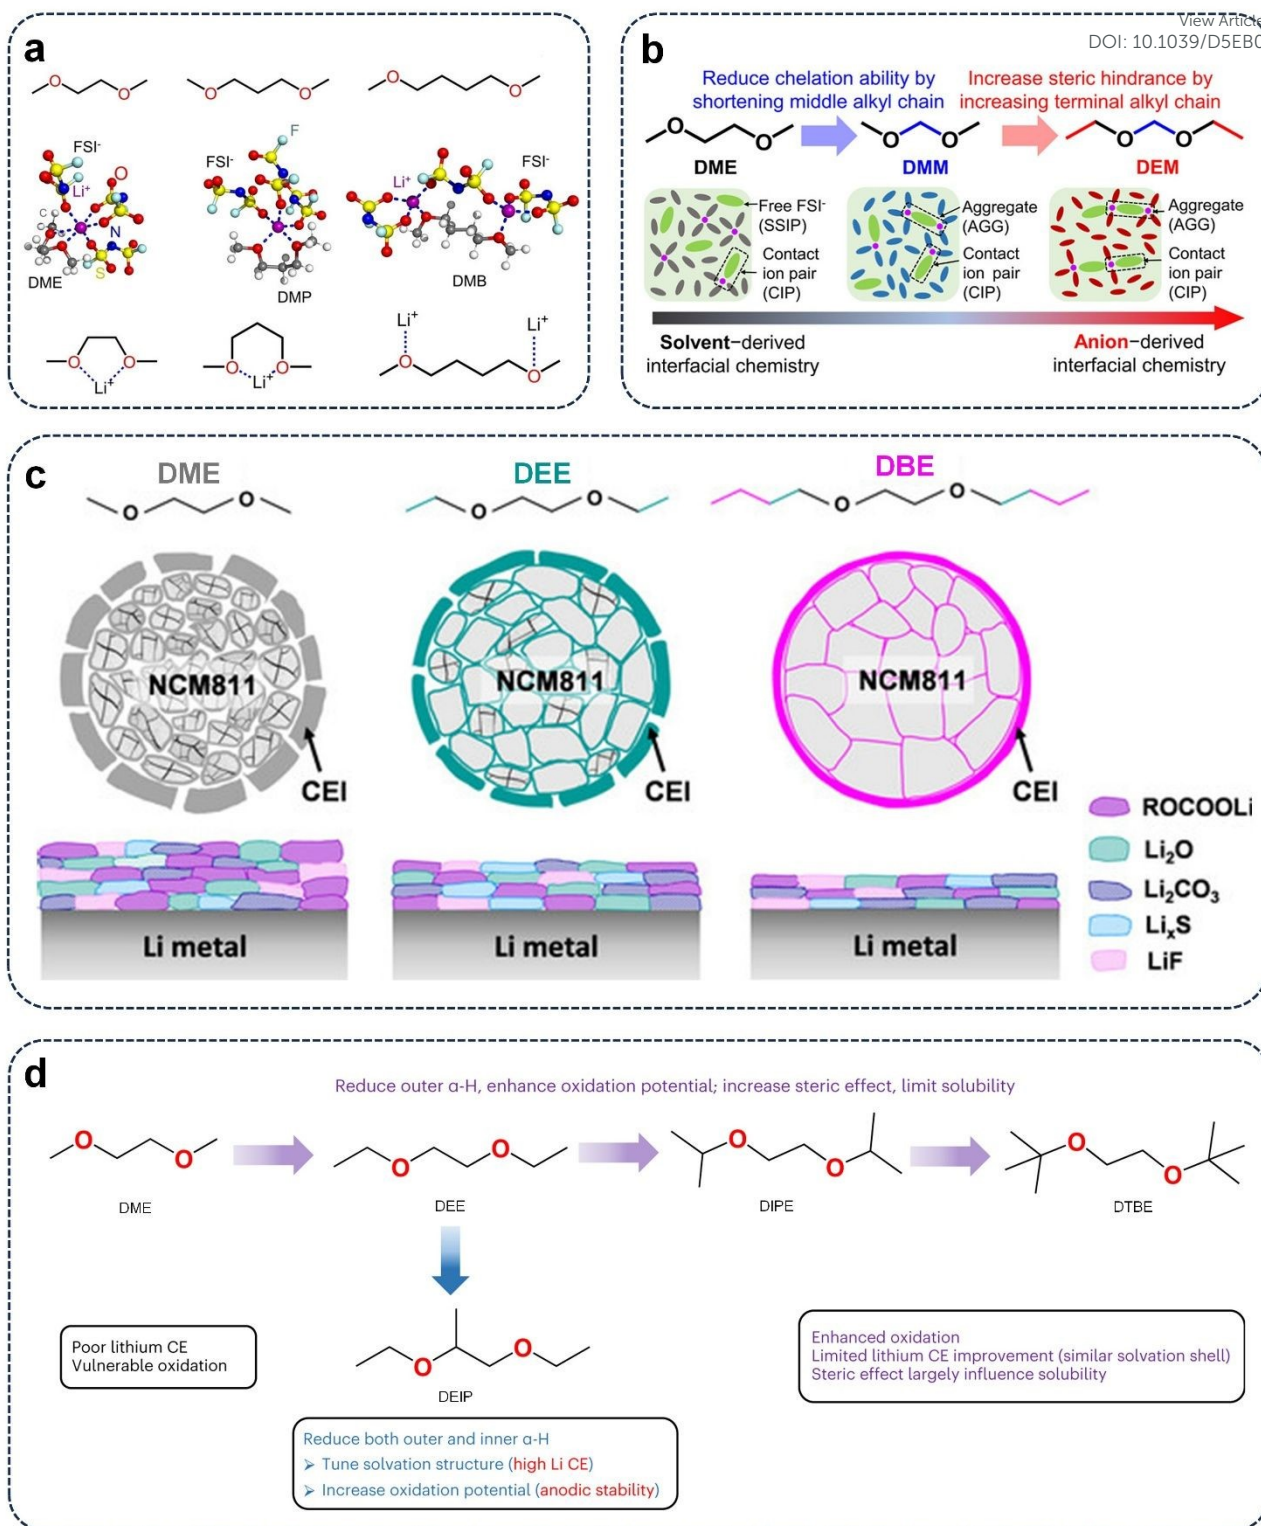 View Article
DOI: 10.1039/D5EB0
a
O
O
O
O
O
O
FSI-
Li+
O
C
H
N
S
DME
F
FSI-
DMP
Li+
FSI-
DMB
O
O
Li+
O
O
Li+
Li+
Li+
O
O
b
Reduce chelation ability by
shortening middle alkyl chain
Increase steric hindrance by
increasing terminal alkyl chain
O
O
O
O
O
O
DME
DMM
DEM
Free FSI-
(SSIP)
Contact
ion pair
(CIP)
Aggregate
(AGG)
Contact
ion pair
(CIP)
Aggregate
(AGG)
Contact
ion pair
(CIP)
Solvent–derived
interfacial chemistry
Anion–derived
interfacial chemistry
c
DME
DEE
DBE
O
O
O
O
O
O
NCM811
CEI
NCM811
CEI
NCM811
CEI
Li metal
Li metal
Li metal
ROCOOLi
Li2O
Li2CO3
LixS
LiF
d
Reduce outer α-H, enhance oxidation potential; increase steric effect, limit solubility
O
O
O
O
O
O
O
O
DME
DEE
DIPE
DTBE
O
O
DEIP
Poor lithium CE
Vulnerable oxidation
Enhanced oxidation
Limited lithium CE improvement (similar solvation shell)
Steric effect largely influence solubility
Reduce both outer and inner α-H
➢ Tune solvation structure (high Li CE)
➢ Increase oxidation potential (anodic stability)